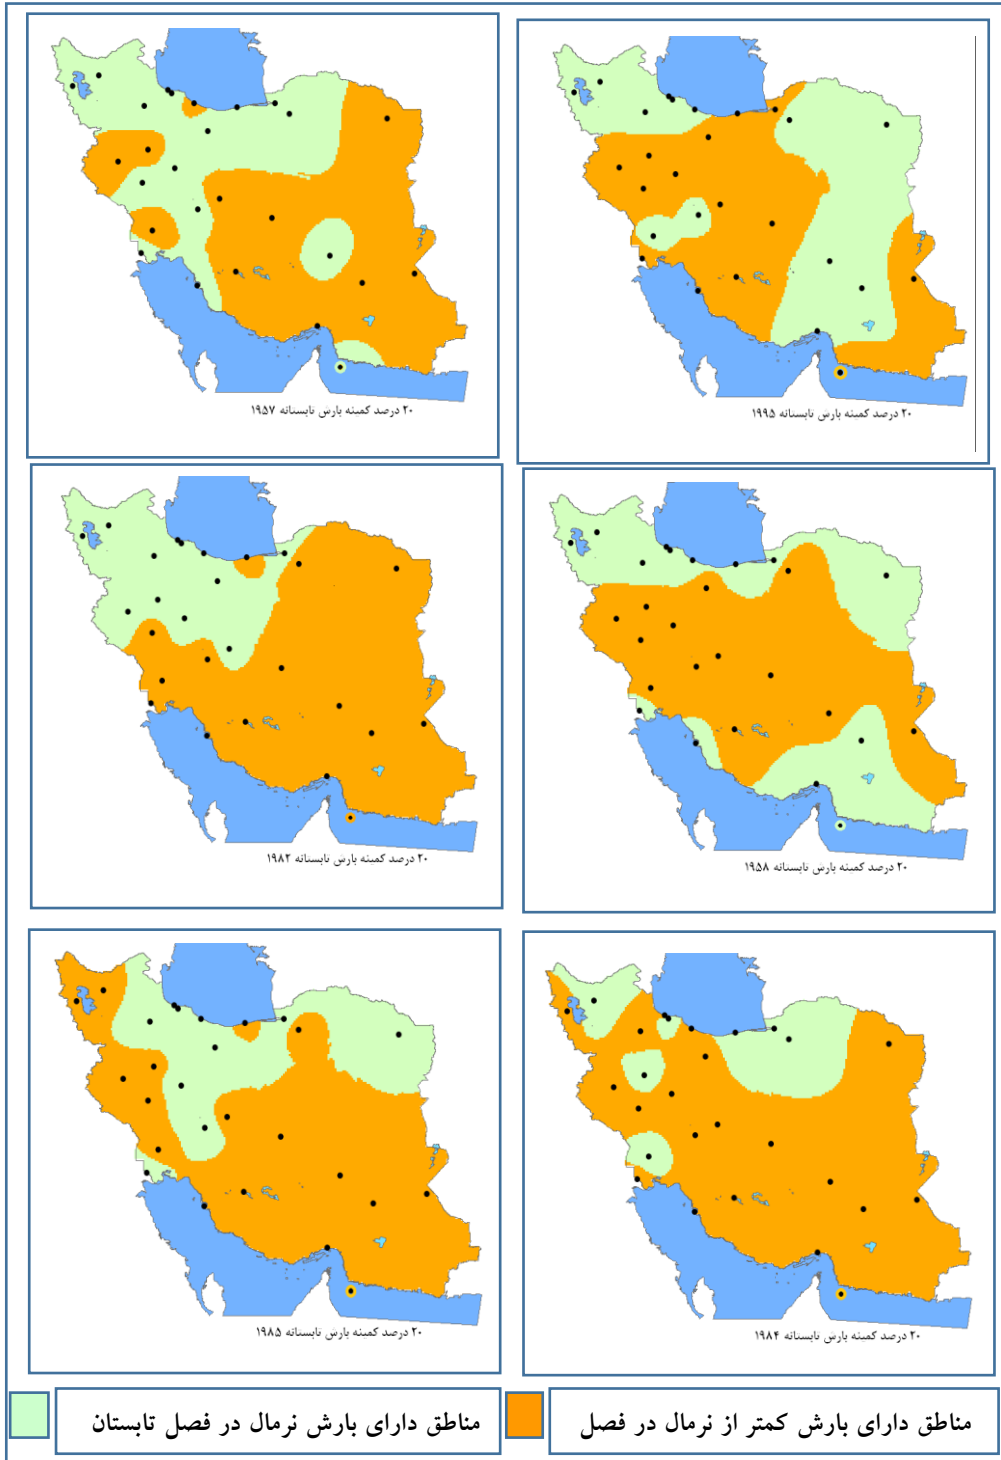 ۲۰ درصد کمینه بارش تابستانه ۱۹۹۵
۲۰ درصد کمینه بارش تابستانه ۱۹۵۷
۲۰ درصد کمینه بارش تابستانه ۱۹۵۸
۲۰ درصد کمینه بارش تابستانه ۱۹۸۲
۲۰ درصد کمینه بارش تابستانه ۱۹۸۴
۲۰ درصد کمینه بارش تابستانه ۱۹۸۵
مناطق دارای بارش کمتر از نرمال در فصل
مناطق دارای بارش نرمال در فصل تابستان